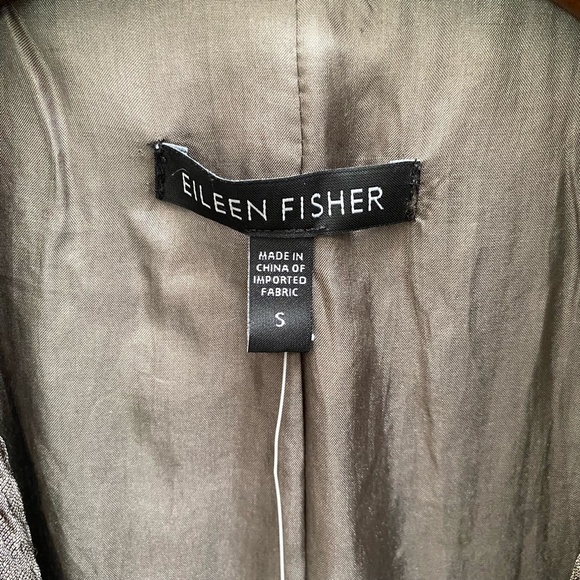 EILEEN FISHER
MADE IN
CHINA OF
IMPORTED
FABRIC
S